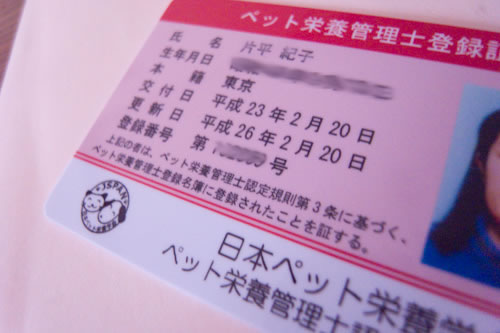 ペット栄養管理士登録証
氏 名 片平 紀子
生年月日
本 籍 東京
交付日 平成23年2月20日
更新日 平成26年2月20日
登録番号 第 号
上記の者は、ペット栄養管理士認定規則第3条に基づく、
ペット栄養管理士登録名簿に登録されたことを証する。
JSPAN
日本ペット栄養学
ペット栄養管理士認